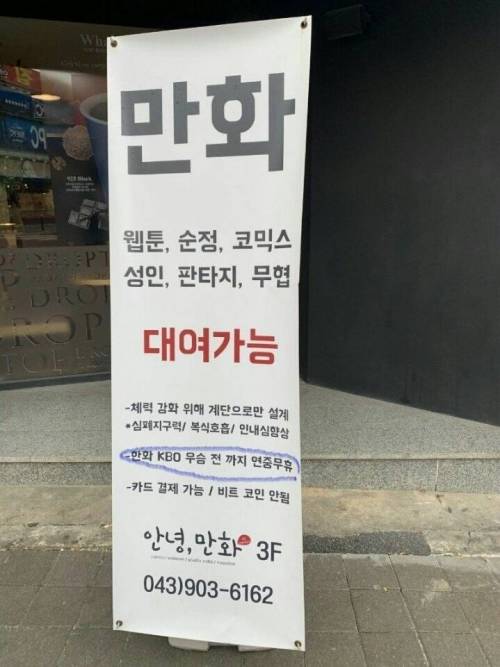 만화
웹툰, 순정, 코믹스
성인, 판타지, 무협
대여가능
-체력 강화 위해 계단으로만 설계
*심폐지구력/ 복식호흡/ 인내심향상
-한화 KBO 우슴 전 까지 연중무휴
-카드 결제 가능 / 비트 코인 안됨
안녕, 만화 3F
043)903-6162